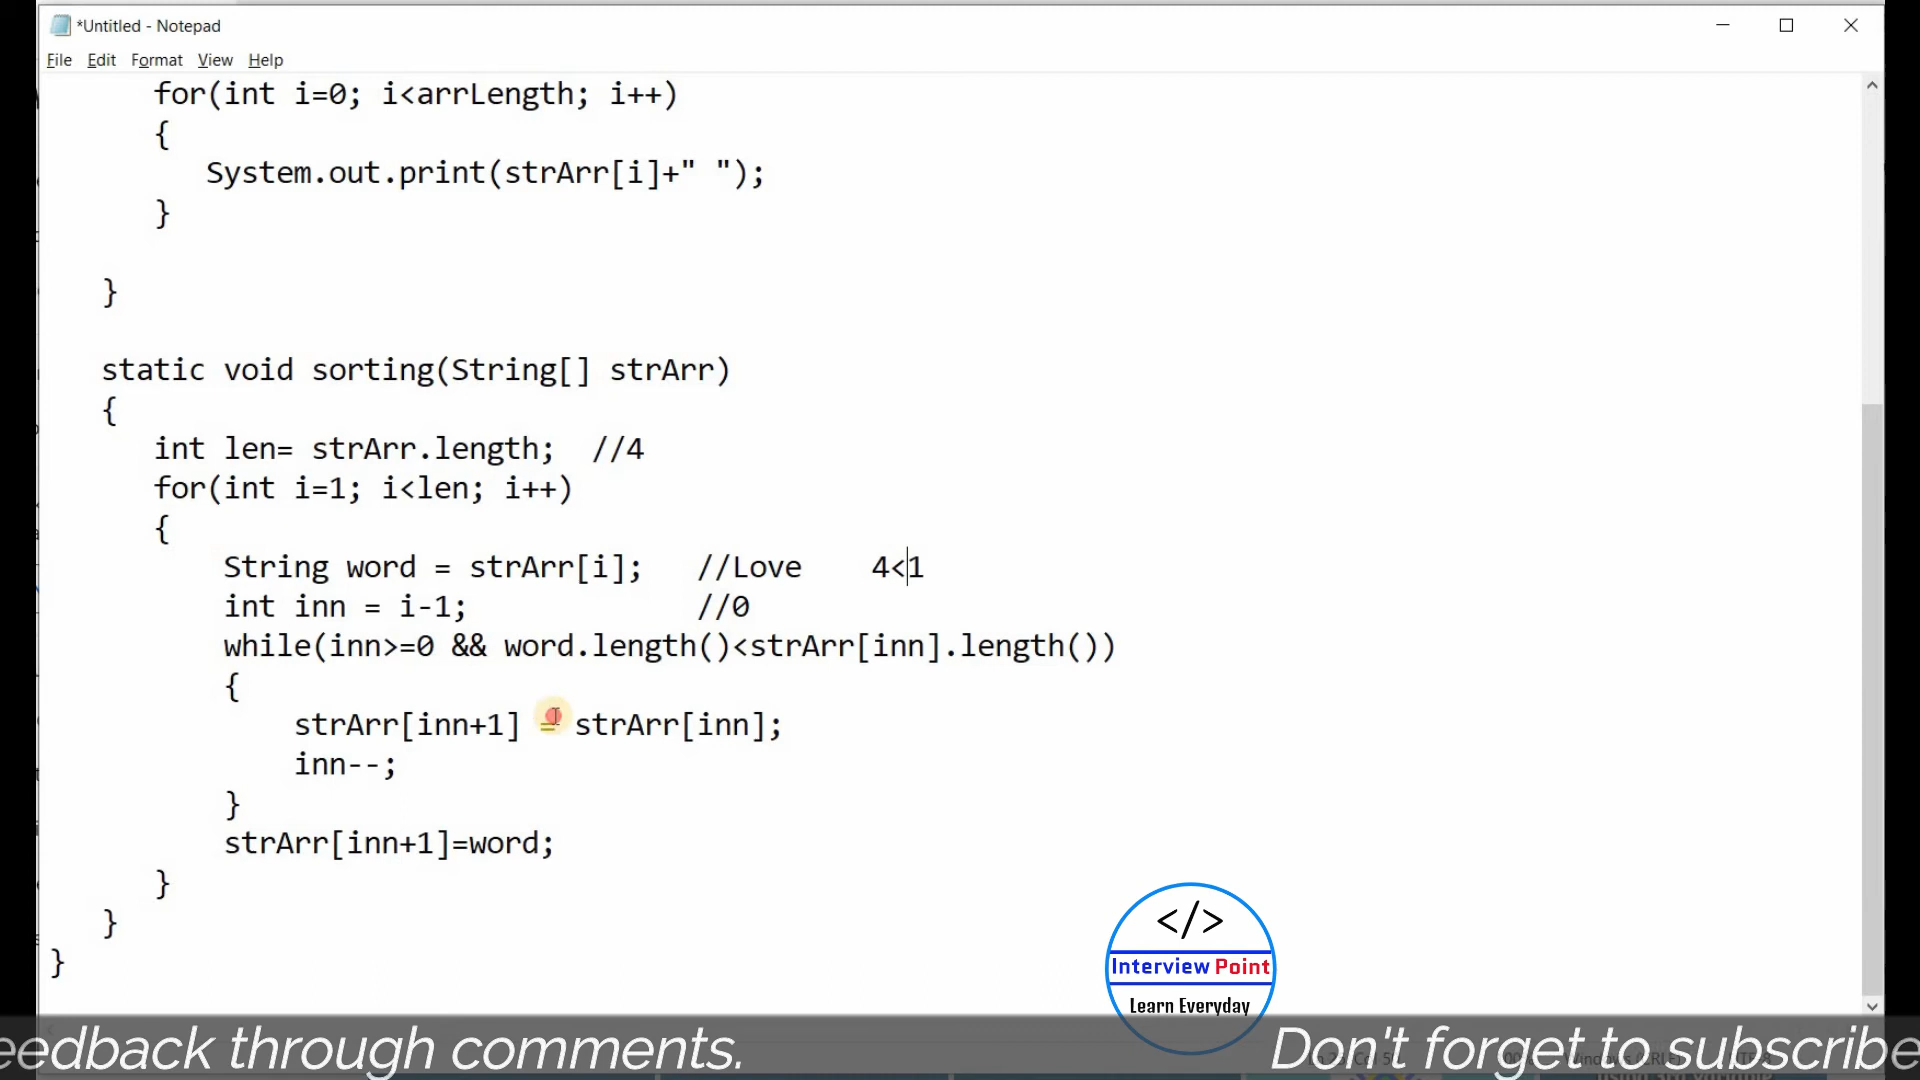 *Untitled - Notepad
File Edit Format View Help
for(int i=0; i<arrLength; i++)
{
System.out.print(strArr[i]+" ");
}
}
static void sorting(String[] strArr)
{
int len= strArr.length; //4
for(int i=1; i<len; i++)
{
String word = strArr[i]; //Love 4<1
int inn = i-1; //0
while(inn>=0 && word.length()<strArr[inn].length())
{
strArr[inn+1] = strArr[inn];
inn--;
}
strArr[inn+1]=word;
}
}
}
</>
Interview Point
Learn Everyday
eedback through comments. Don't forget to subscribe